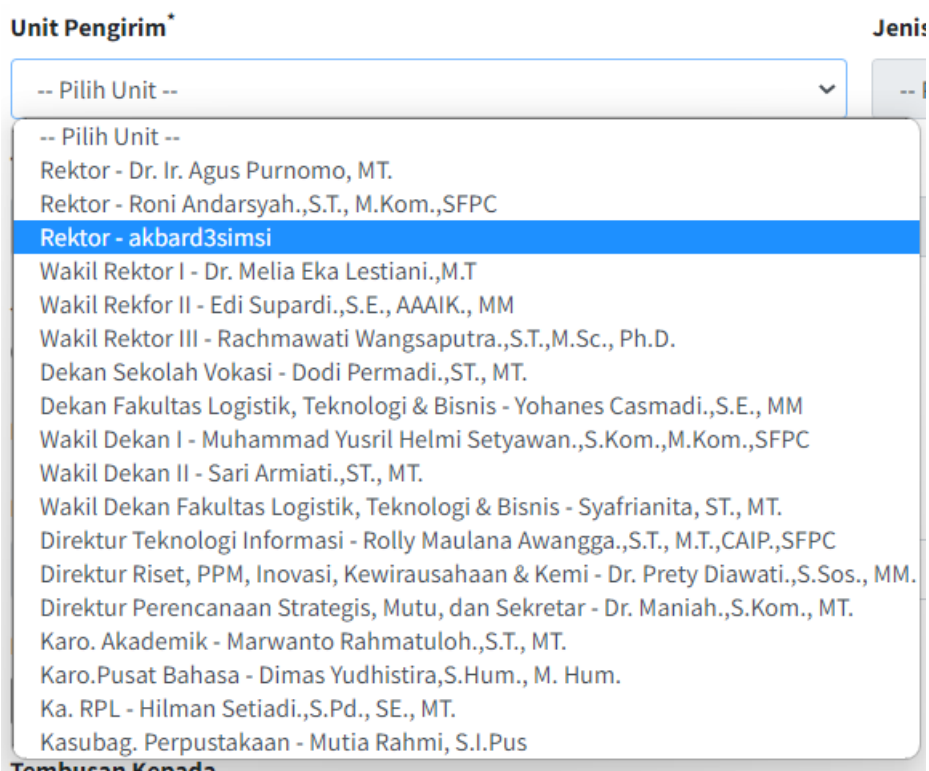 Unit Pengirim*
Jenis
-- Pilih Unit --
--
-- Pilih Unit --
Rektor - Dr. Ir. Agus Purnomo, MT.
Rektor - Roni Andarsyah.,S.T., M.Kom.,SFPC
Rektor - akbard3simsi
Wakil Rektor I - Dr. Melia Eka Lestiani.,M.T
Wakil Rekfor II - Edi Supardi.,S.E., AAAIK., MM
Wakil Rektor III - Rachmawati Wangsaputra.,S.T.,M.Sc., Ph.D.
Dekan Sekolah Vokasi - Dodi Permadi.,ST., MT.
Dekan Fakultas Logistik, Teknologi & Bisnis - Yohanes Casmadi.,S.E., MM
Wakil Dekan I - Muhammad Yusril Helmi Setyawan.,S.Kom.,M.Kom.,SFPC
Wakil Dekan II - Sari Armiati.,ST., MT.
Wakil Dekan Fakultas Logistik, Teknologi & Bisnis - Syafrianita, ST., MT.
Direktur Teknologi Informasi - Rolly Maulana Awangga.,S.T., M.T.,CAIP.,SFPC
Direktur Riset, PPM, Inovasi, Kewirausahaan & Kemi - Dr. Prety Diawati.,S.Sos., MM.
Direktur Perencanaan Strategis, Mutu, dan Sekretar - Dr. Maniah.,S.Kom., MT.
Karo. Akademik - Marwanto Rahmatuloh.,S.T., MT.
Karo.Pusat Bahasa - Dimas Yudhistira,S.Hum., M. Hum.
Ka. RPL - Hilman Setiadi.,S.Pd., SE., MT.
Kasubag. Perpustakaan - Mutia Rahmi, S.I.Pus
Tembusan Kepada